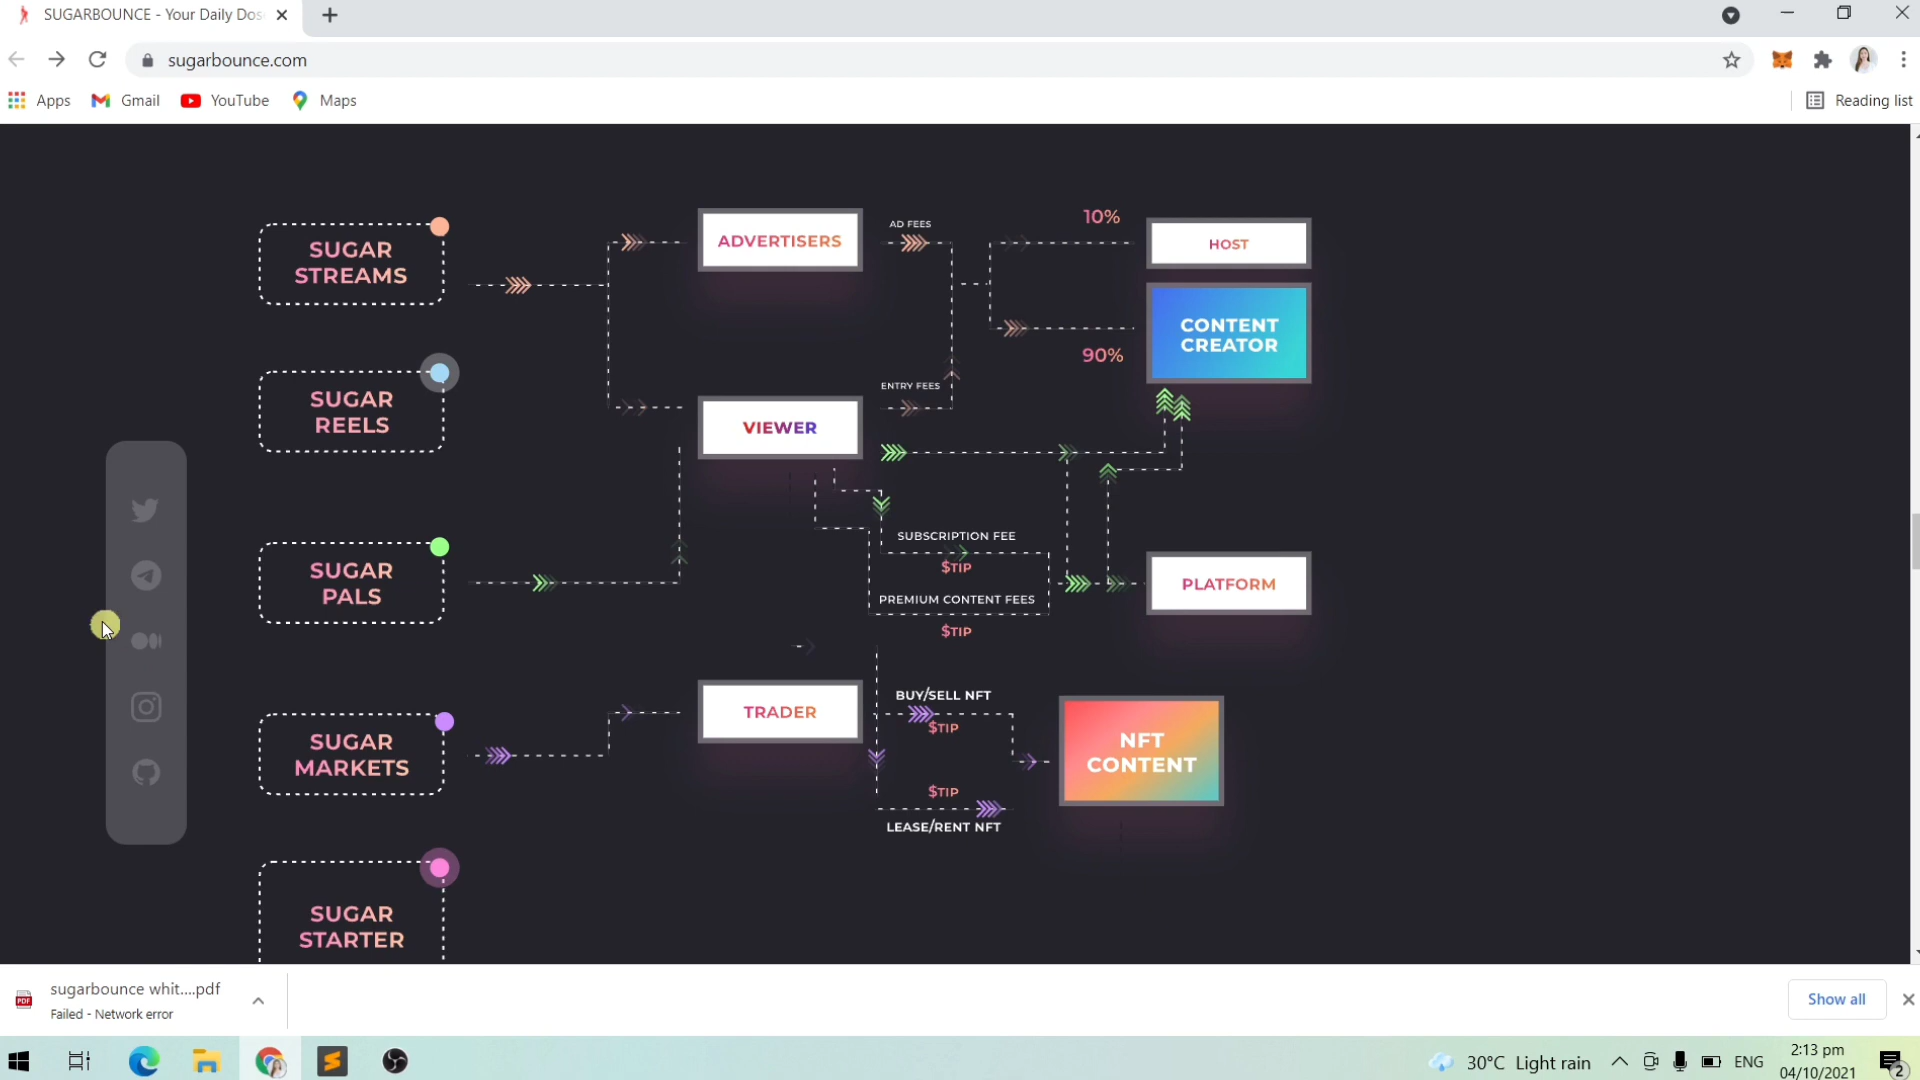 SUGARBOUNCE - Your Daily Dos
sugarbounce.com
Apps
Gmail
YouTube
Maps
Reading list
SUGAR
STREAMS
ADVERTISERS
AD FEES
10%
HOST
CONTENT
CREATOR
90%
SUGAR
REELS
VIEWER
ENTRY FEES
SUBSCRIPTION FEE
$TIP
PREMIUM CONTENT FEES
$TIP
SUGAR
PALS
PLATFORM
SUGAR
MARKETS
TRADER
BUY/SELL NFT
$TIP
$TIP
LEASE/RENT NFT
NFT
CONTENT
SUGAR
STARTER
PDF
sugarbounce whit....pdf
Failed - Network error
Show all
30°C Light rain
ENG
2:13 pm
04/10/2021
2